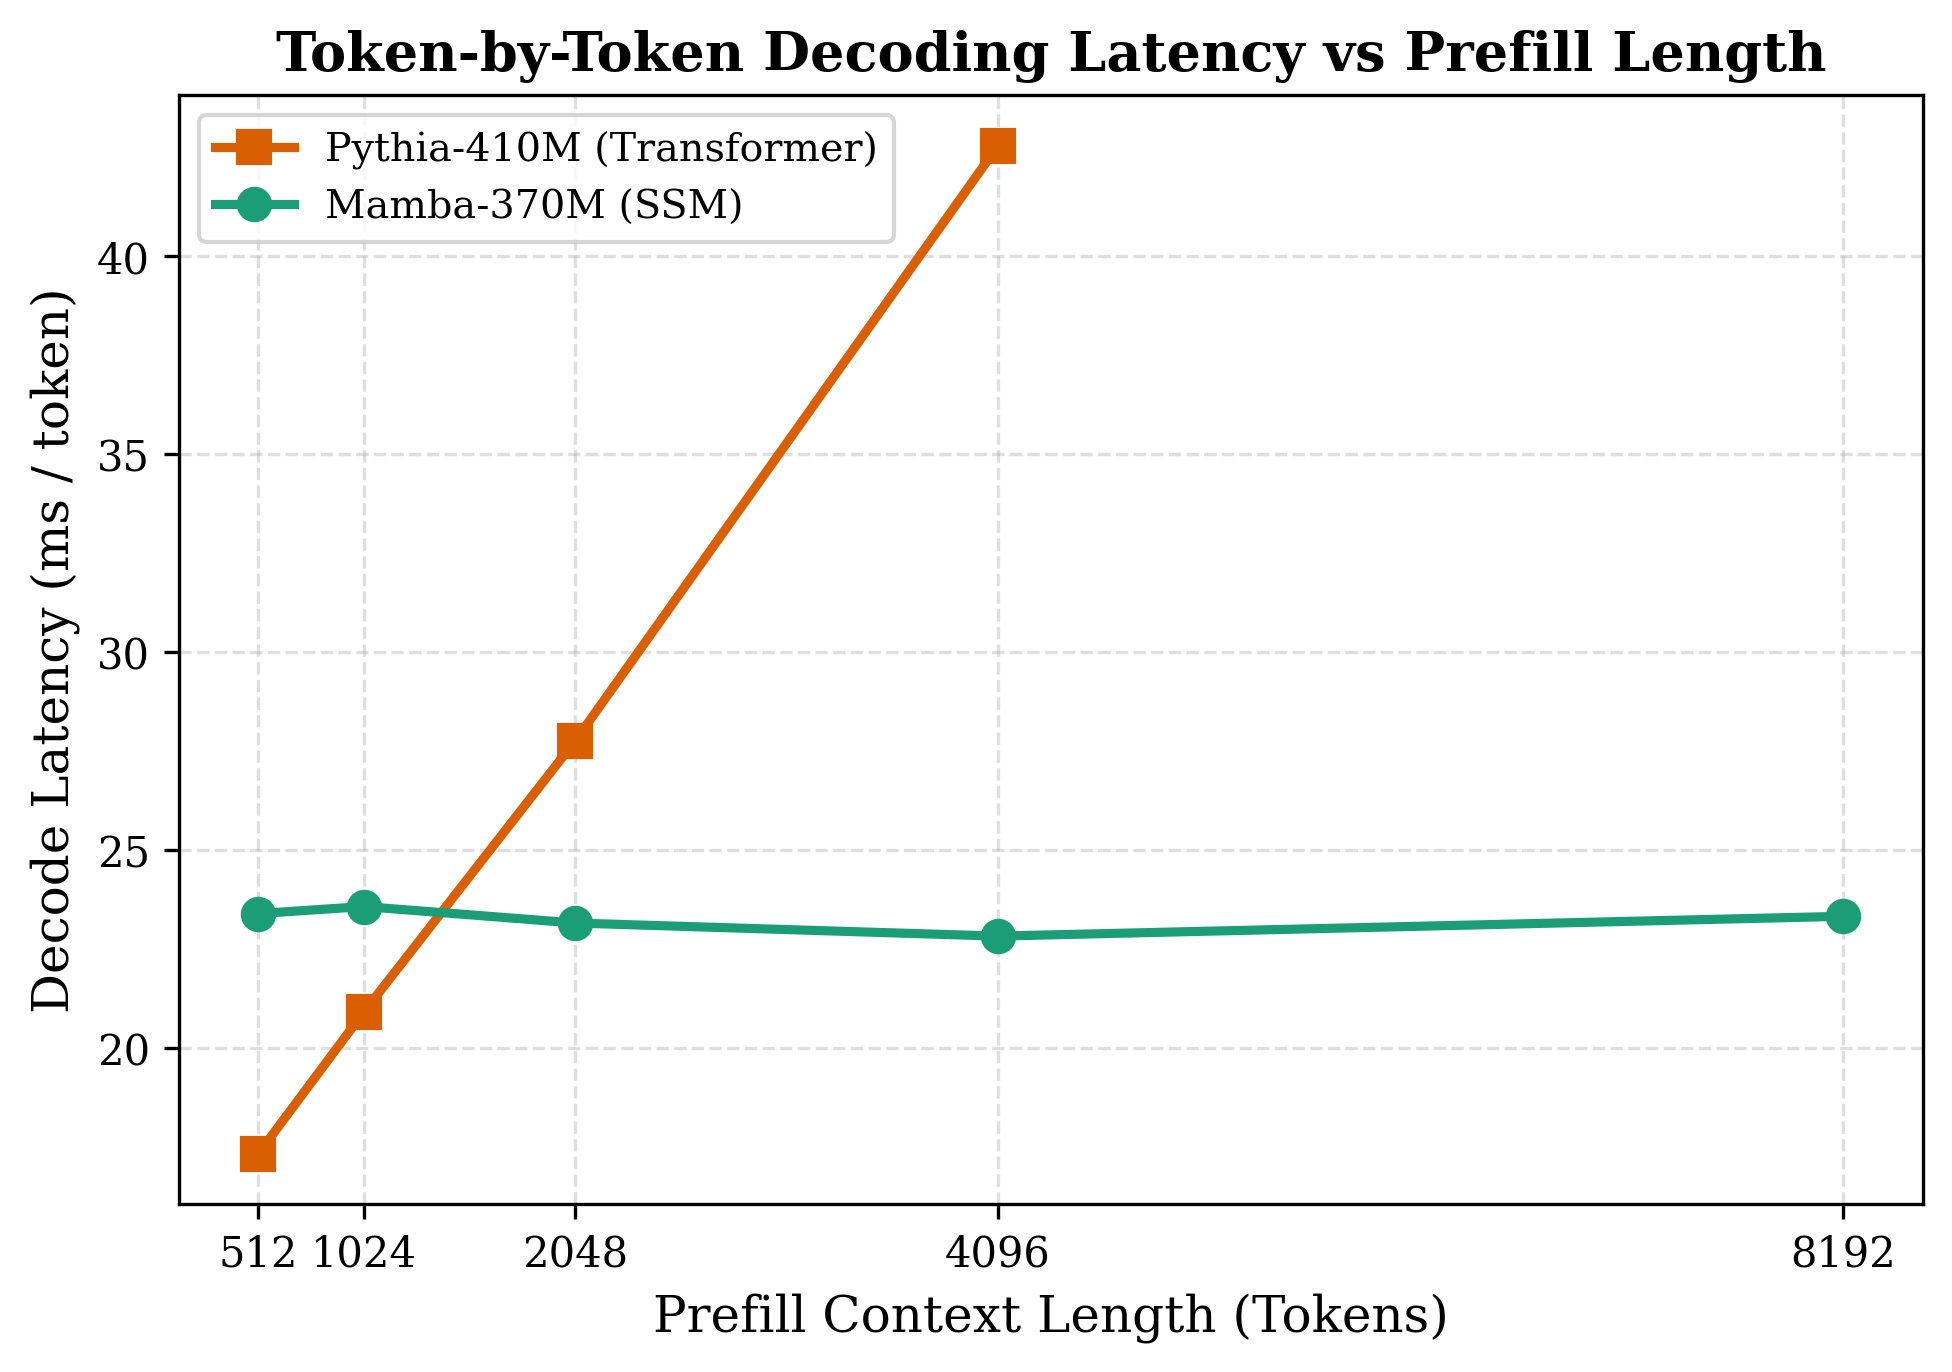 Token-by-Token Decoding Latency vs Prefill Length
Pythia-410M (Transformer)
Mamba-370M (SSM)
Decode Latency (ms / token)
40
35
30
25
20
512 1024 2048 4096 8192
Prefill Context Length (Tokens)